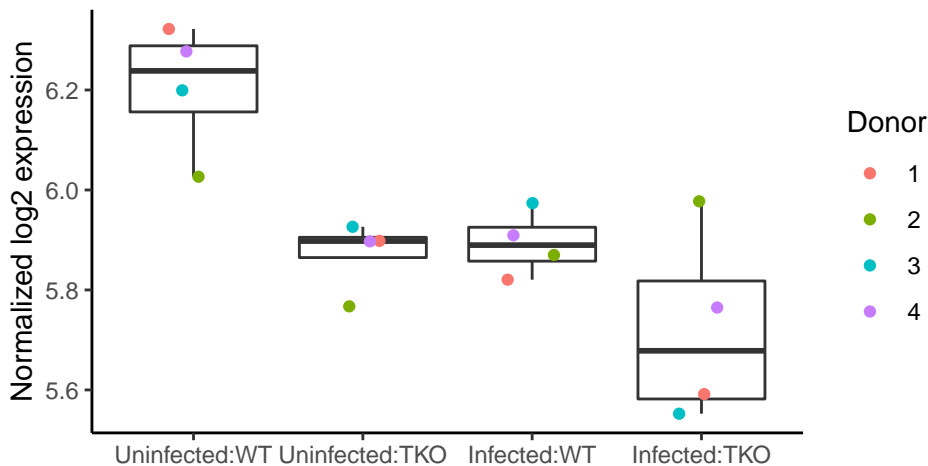 Normalized log2 expression
6.2
6.0
5.8
5.6
Uninfected:WT Uninfected:TKO Infected:WT Infected:TKO
Donor
1
2
3
4